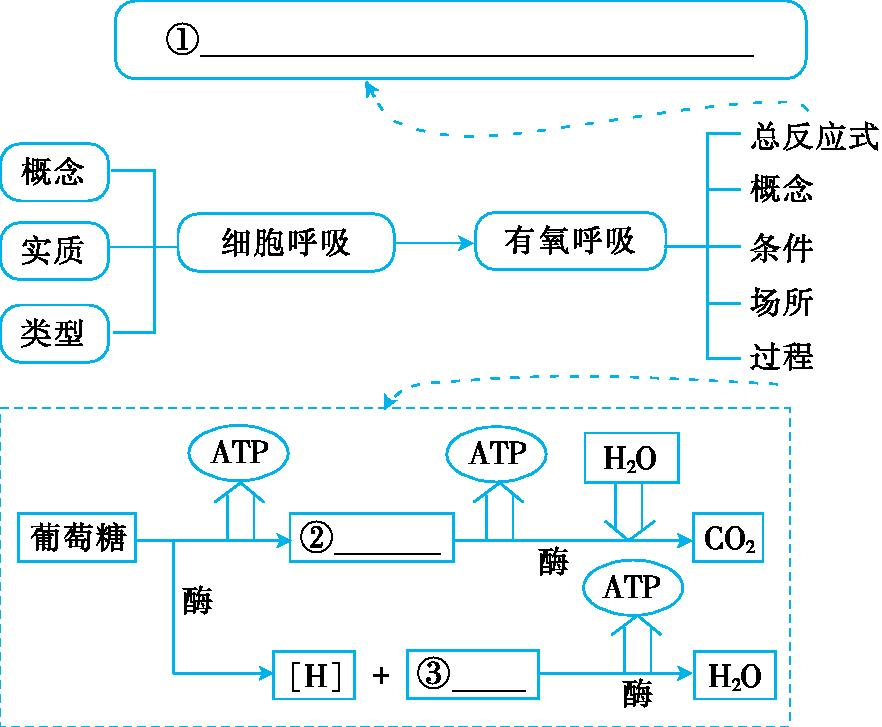 ①
总反应式
概念
概念
细胞呼吸
有氧呼吸
实质
条件
类型
场所
过程
ATP
ATP
H₂O
葡萄糖
②
酶
CO₂
酶
ATP
[H] + ③
酶
H₂O